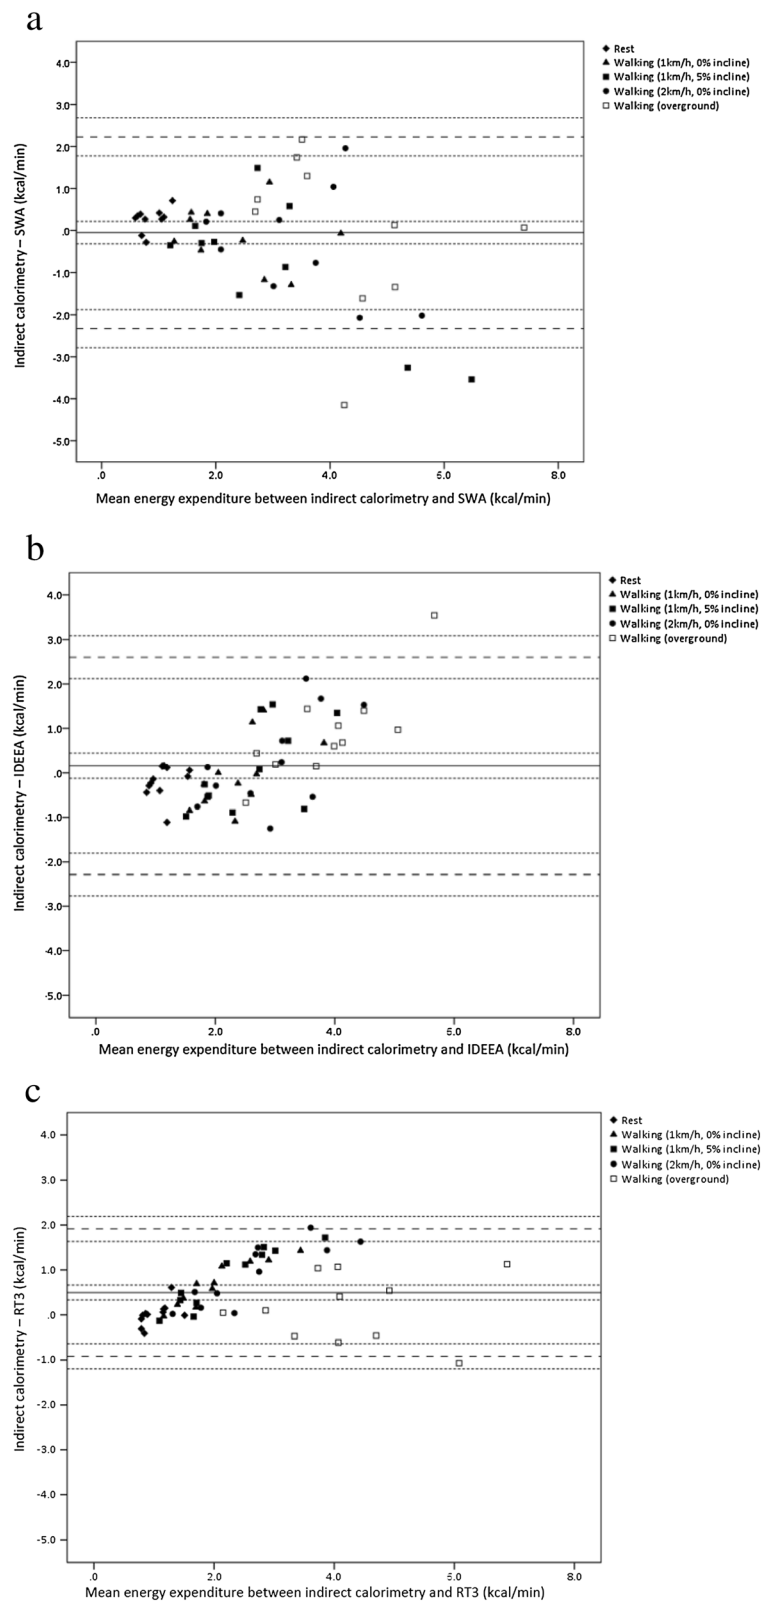 a
Rest
Walking (1km/h, 0% incline)
Walking (1km/h, 5% incline)
Walking (2km/h, 0% incline)
Walking (overground)
Indirect calorimetry – SWA (kcal/min)
4.0
3.0
2.0
1.0
.0
-1.0
-2.0
-3.0
-4.0
-5.0
.0 2.0 4.0 6.0 8.0
Mean energy expenditure between indirect calorimetry and SWA (kcal/min)
b
Rest
Walking (1km/h, 0% incline)
Walking (1km/h, 5% incline)
Walking (2km/h, 0% incline)
Walking (overground)
Indirect calorimetry – IDEEA (kcal/min)
4.0
3.0
2.0
1.0
.0
-1.0
-2.0
-3.0
-4.0
-5.0
.0 2.0 4.0 6.0 8.0
Mean energy expenditure between indirect calorimetry and IDEEA (kcal/min)
c
Rest
Walking (1km/h, 0% incline)
Walking (1km/h, 5% incline)
Walking (2km/h, 0% incline)
Walking (overground)
Indirect calorimetry – RT3 (kcal/min)
4.0
3.0
2.0
1.0
.0
-1.0
-2.0
-3.0
-4.0
-5.0
.0 2.0 4.0 6.0 8.0
Mean energy expenditure between indirect calorimetry and RT3 (kcal/min)